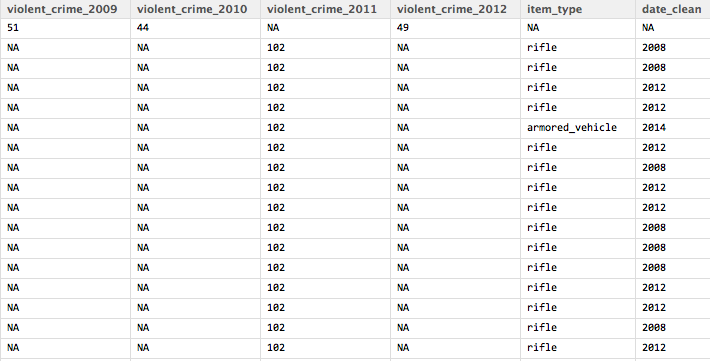 violent_crime_2009 violent_crime_2010 violent_crime_2011 violent_crime_2012 item_type date_clean
51 44 NA 49 NA NA
NA NA 102 NA rifle 2008
NA NA 102 NA rifle 2008
NA NA 102 NA rifle 2012
NA NA 102 NA rifle 2012
NA NA 102 NA armored_vehicle 2014
NA NA 102 NA rifle 2012
NA NA 102 NA rifle 2008
NA NA 102 NA rifle 2012
NA NA 102 NA rifle 2012
NA NA 102 NA rifle 2008
NA NA 102 NA rifle 2008
NA NA 102 NA rifle 2008
NA NA 102 NA rifle 2012
NA NA 102 NA rifle 2012
NA NA 102 NA rifle 2008
NA NA 102 NA rifle 2012